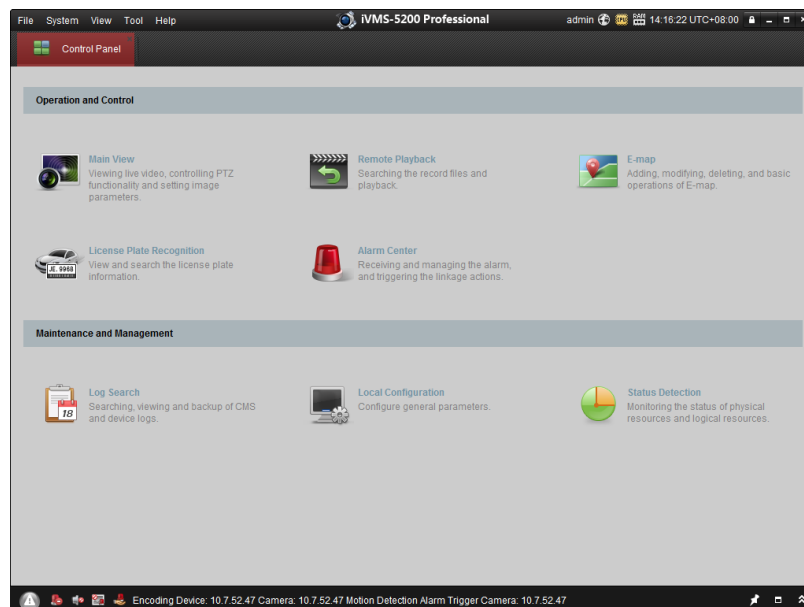 File System View Tool Help
iVMS-5200 Professional
admin CPU RAM 14:16:22 UTC+08:00
Control Panel
Operation and Control
Main View
Viewing live video, controlling PTZ
functionality and setting image
parameters.
Remote Playback
Searching the record files and
playback.
E-map
Adding, modifying, deleting, and basic
operations of E-map.
License Plate Recognition
View and search the license plate
information.
JE. 9968
Alarm Center
Receiving and managing the alarm,
and triggering the linkage actions.
Maintenance and Management
Log Search
Searching, viewing and backup of CMS
and device logs.
18
Local Configuration
Configure general parameters.
Status Detection
Monitoring the status of physical
resources and logical resources.
Encoding Device: 10.7.52.47 Camera: 10.7.52.47 Motion Detection Alarm Trigger Camera: 10.7.52.47